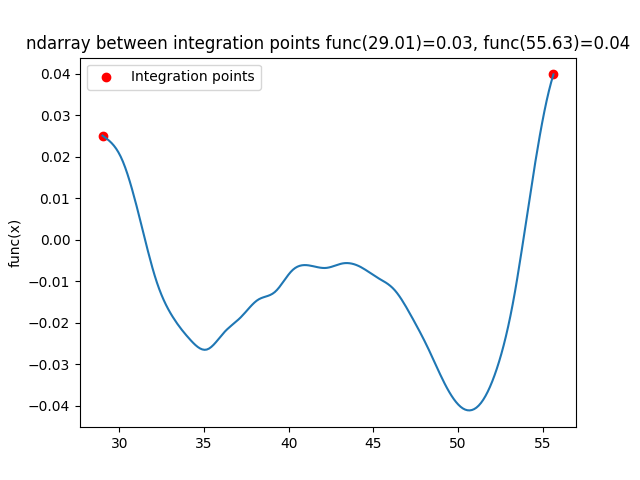 ndarray between integration points func(29.01)=0.03, func(55.63)=0.04
Integration points
func(x)
0.04
0.03
0.02
0.01
0.00
−0.01
−0.02
−0.03
−0.04
30 35 40 45 50 55